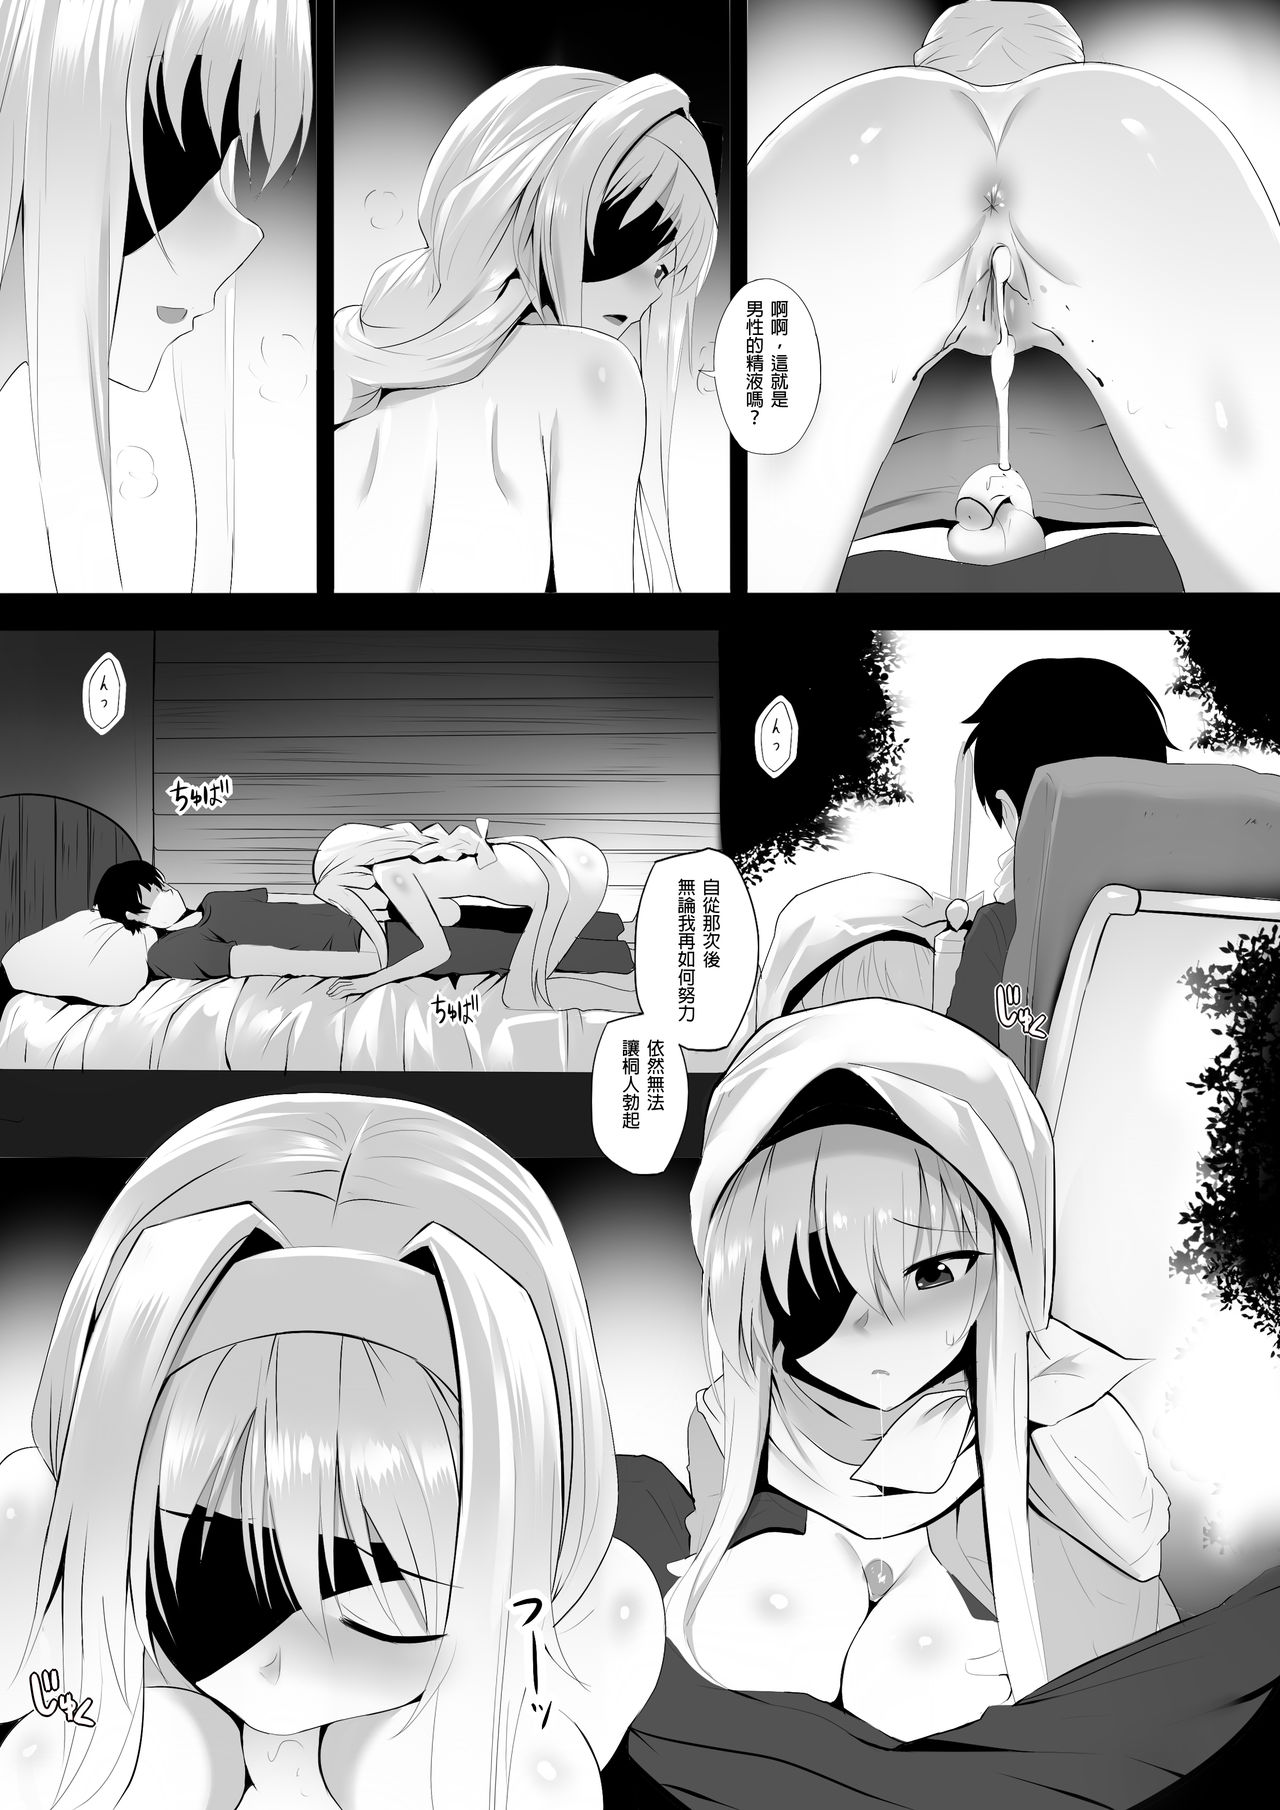 啊啊，這就是
男性的精液嗎？
んっ
んっ
ちゅぱ
ちゅぱ
自從那次後
無論我再如何努力
依然無法
讓桐人勃起
じゅく
ふーッ
じゅく